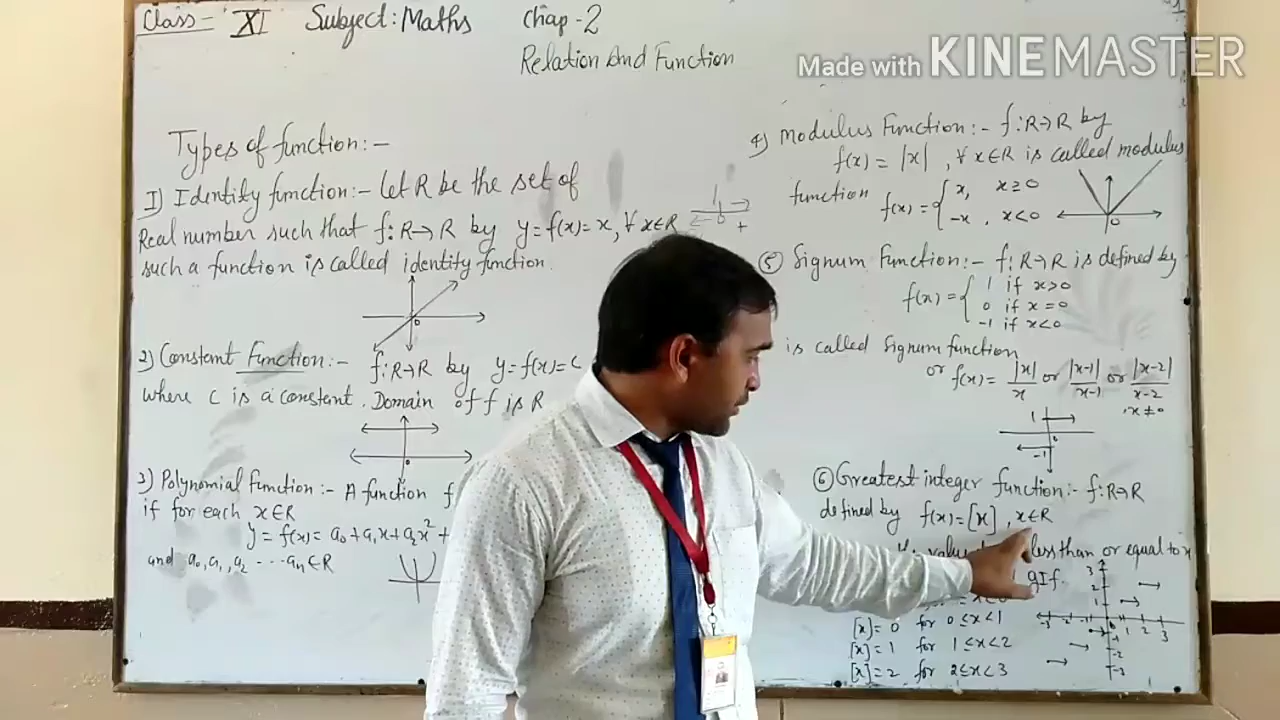 Class - XI Subject: Maths Chap - 2
Relation And Function
Made with KINEMASTER
Types of function:-
1) Identity function:- let R be the set of
Real number such that f: R→R by y = f(x) = x, ∀ x∈R
such a function is called identity function.
2) Constant Function:- f: R→R by y = f(x) = c
where c is a constant. Domain of f is R
3) Polynomial Function:- A function f
if for each x∈R
y = f(x) = a₀+a₁x+a₂x²+
and a₀, a₁, a₂ ---- aₙ∈R
4) Modulus Function:- f: R→R by
f(x) = |x|, ∀ x∈R is called modulus
function f(x) = { x, x≥0
-x, x<0
0
5) Signum Function:- f: R→R is defined by
f(x) = { 1 if x>0
0 if x=0
-1 if x<0
is called Signum function
or f(x) = |x|/x or |x-1|/x-1 or |x-2|/x-2
, x≠0
1
-1
6) Greatest integer function:- f: R→R
defined by f(x) = [x], x∈R
less than or equal to x
gIf.
[x] = 0 for 0≤x<1
[x] = 1 for 1≤x<2
[x] = 2 for 2≤x<3